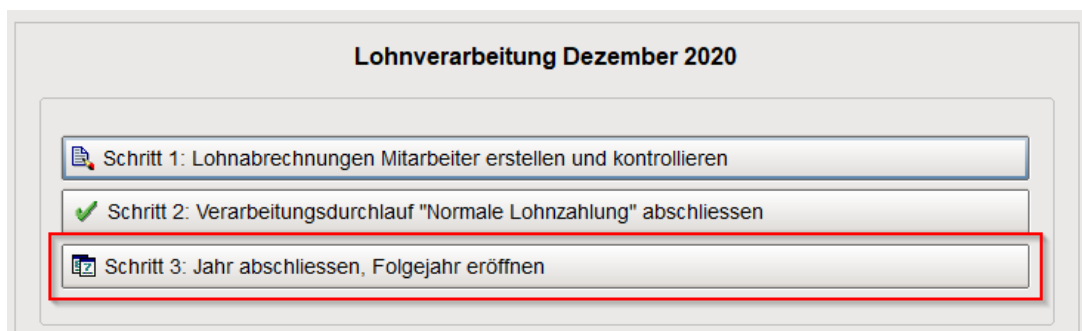 Lohnverarbeitung Dezember 2020
Schritt 1: Lohnabrechnungen Mitarbeiter erstellen und kontrollieren
Schritt 2: Verarbeitungsdurchlauf "Normale Lohnzahlung" abschliessen
Schritt 3: Jahr abschliessen, Folgejahr eröffnen